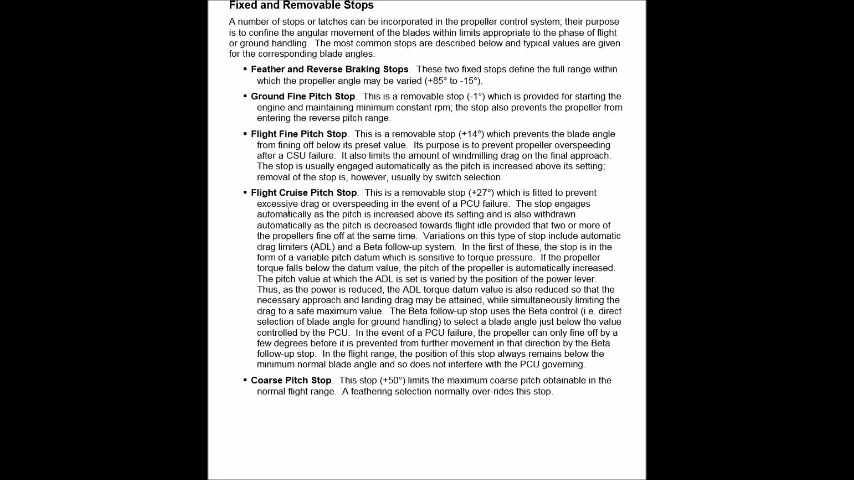 Fixed and Removable Stops
A number of stops or latches can be incorporated in the propeller control system; their purpose
is to confine the angular movement of the blades within limits appropriate to the phase of flight
or ground handling. The most common stops are described below and typical values are given
for the corresponding blade angles.
▪ Feather and Reverse Braking Stops. These two fixed stops define the full range within
which the propeller angle may be varied (+85° to -15°).
▪ Ground Fine Pitch Stop. This is a removable stop (-1°) which is provided for starting the
engine and maintaining minimum constant rpm; the stop also prevents the propeller from
entering the reverse pitch range.
▪ Flight Fine Pitch Stop. This is a removable stop (+14°) which prevents the blade angle
from fining off below its preset value. Its purpose is to prevent propeller overspeeding
after a CSU failure. It also limits the amount of windmilling drag on the final approach.
The stop is usually engaged automatically as the pitch is increased above its setting;
removal of the stop is, however, usually by switch selection.
▪ Flight Cruise Pitch Stop. This is a removable stop (+27°) which is fitted to prevent
excessive drag or overspeeding in the event of a PCU failure. The stop engages
automatically as the pitch is increased above its setting and is also withdrawn
automatically as the pitch is decreased towards flight idle provided that two or more of
the propellers fine off at the same time. Variations on this type of stop include automatic
drag limiters (ADL) and a Beta follow-up system. In the first of these, the stop is in the
form of a variable pitch datum which is sensitive to torque pressure. If the propeller
torque falls below the datum value, the pitch of the propeller is automatically increased.
The pitch value at which the ADL is set is varied by the position of the power lever.
Thus, as the power is reduced, the ADL torque datum value is also reduced so that the
necessary approach and landing drag may be attained, while simultaneously limiting the
drag to a safe maximum value. The Beta follow-up stop uses the Beta control (i.e. direct
selection of blade angle for ground handling) to select a blade angle just below the value
controlled by the PCU. In the event of a PCU failure, the propeller can only fine off by a
few degrees before it is prevented from further movement in that direction by the Beta
follow-up stop. In the flight range, the position of this stop always remains below the
minimum normal blade angle and so does not interfere with the PCU governing.
▪ Coarse Pitch Stop. This stop (+50°) limits the maximum coarse pitch obtainable in the
normal flight range. A feathering selection normally over-rides this stop.